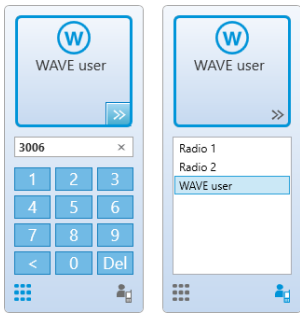 W
WAVE user
»
3006 ×
1 2 3
4 5 6
7 8 9
< 0 Del
W
WAVE user
»
Radio 1
Radio 2
WAVE user